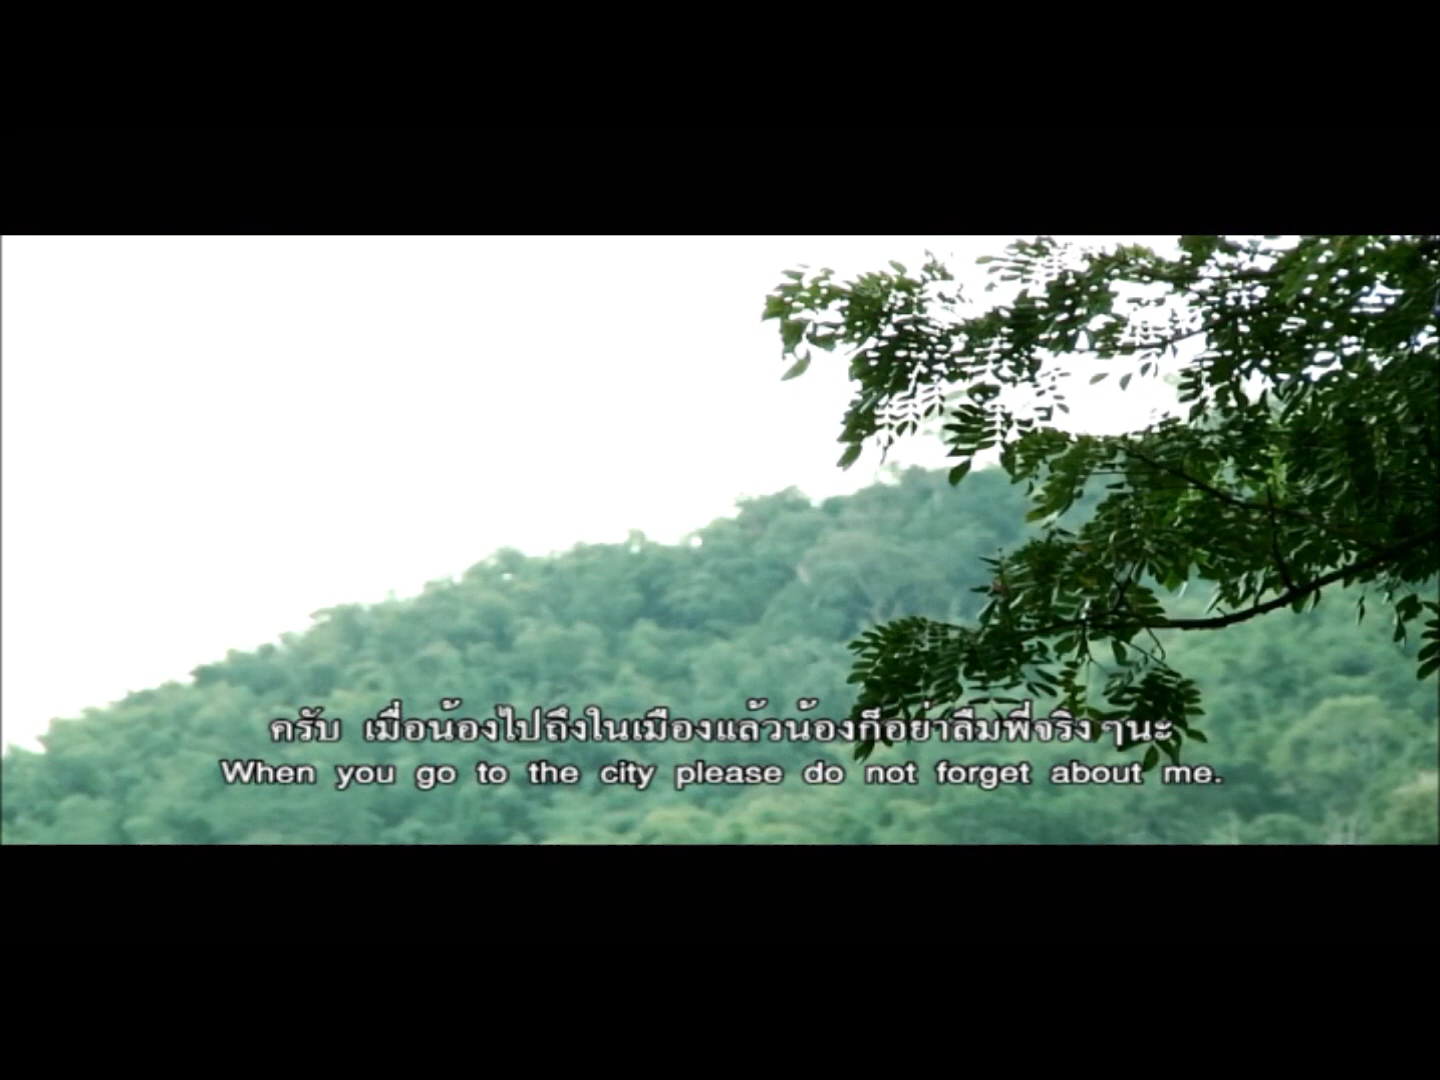 ครับ เมื่อน้องไปถึงในเมืองแล้วน้องก็อย่าลืมพี่จริงๆนะ
When you go to the city please do not forget about me.